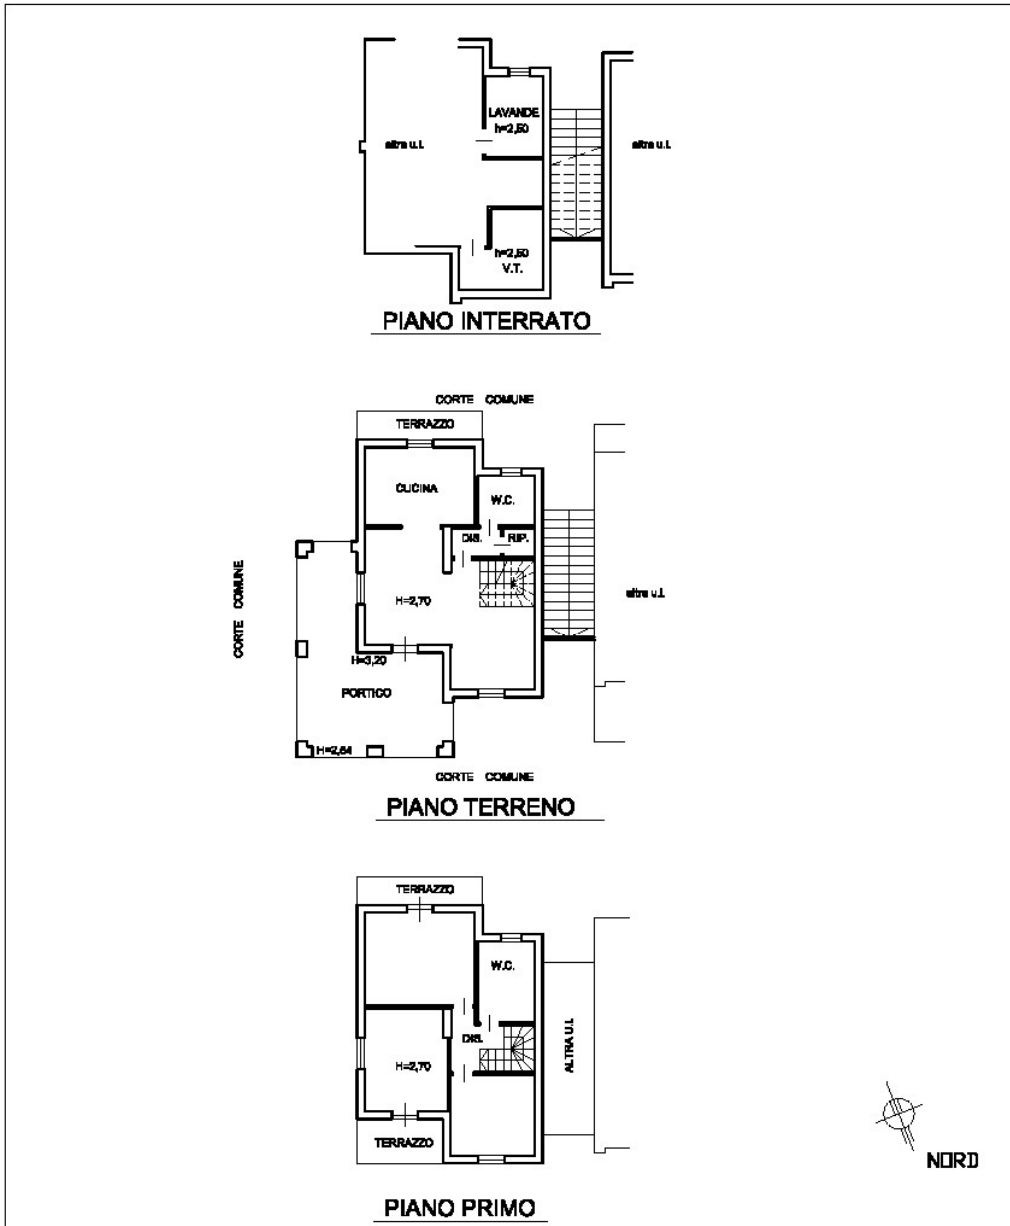 LAVANDE
h=2,50
altra u.i.
altra u.i.
h=2,50
V.T.
PIANO INTERRATO
CORTE COMUNE
TERRAZZO
CUCINA
W.C.
DIS.
RIP.
CORTE COMUNE
altra u.i.
H=2,70
H=3,20
PORTICO
H=2,64
CORTE COMUNE
PIANO TERRENO
TERRAZZO
W.C.
DIS.
ALTRA U.I.
H=2,70
TERRAZZO
NORD
PIANO PRIMO